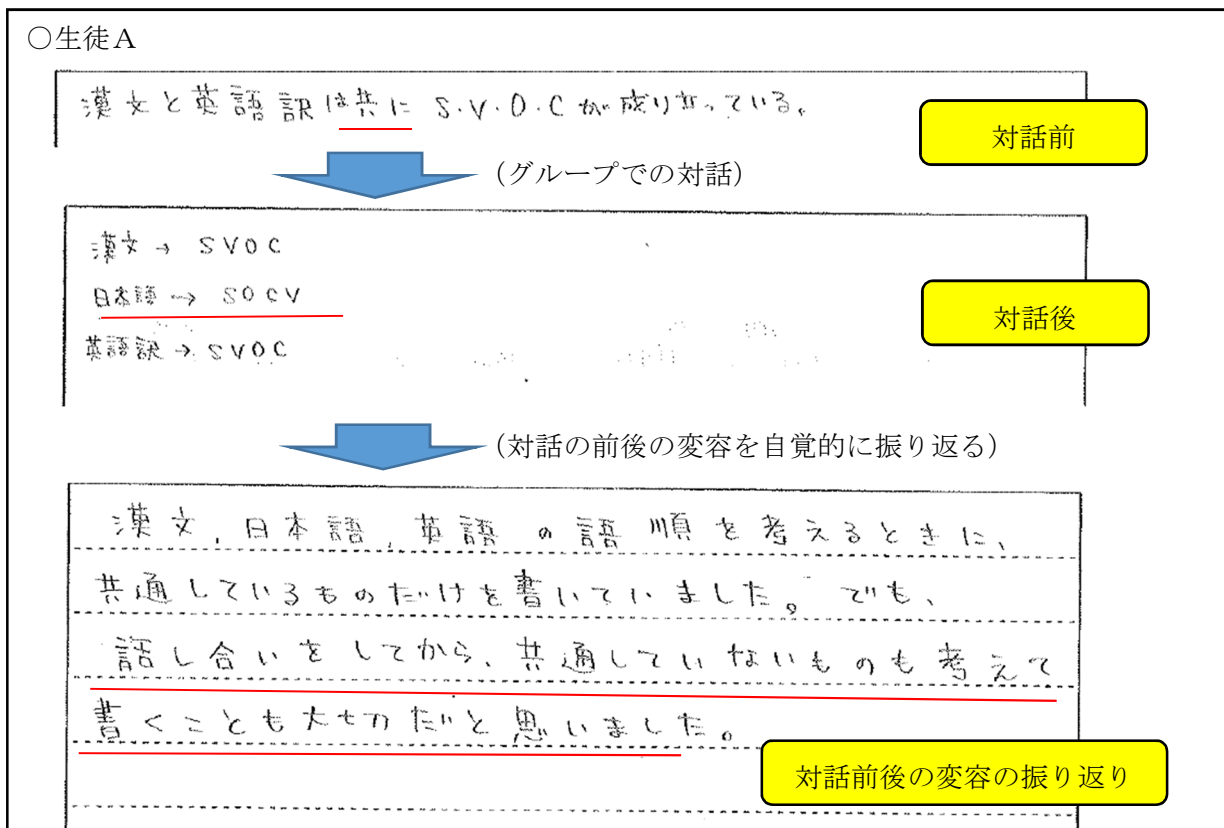 ○生徒A
漢文と英語訳は共にS・V・O・Cが成り立っている。
対話前
(グループでの対話)
漢文→SVOC
日本語→SOCV
英語訳→SVOC
対話後
(対話の前後の変容を自覚的に振り返る)
漢文,日本語,英語の語順を考えるときに、
共通しているものだけを書いていました。でも、
話し合いをしてから、共通していないものも考えて
書くことも大切だと思いました。
対話前後の変容の振り返り